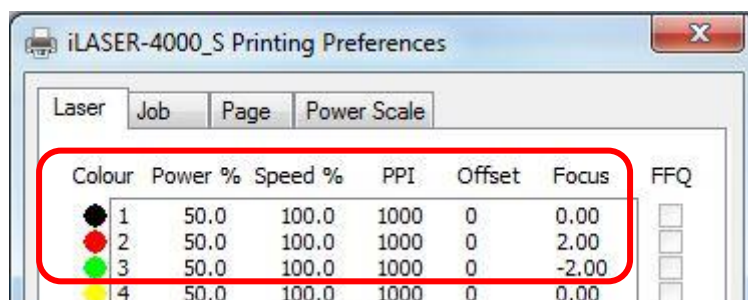 iLASER-4000_S Printing Preferences
Laser Job Page Power Scale
Colour Power % Speed % PPI Offset Focus FFQ
1 50.0 100.0 1000 0 0.00
2 50.0 100.0 1000 0 2.00
3 50.0 100.0 1000 0 -2.00
4 50.0 100.0 1000 0 0.00